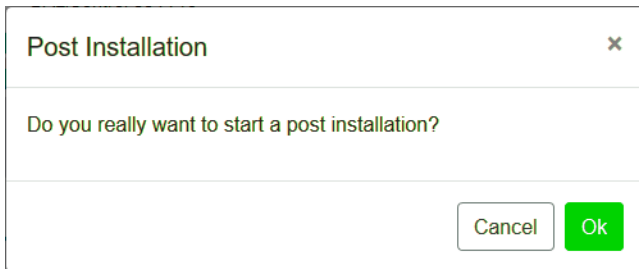 Post Installation
×
Do you really want to start a post installation?
Cancel
Ok